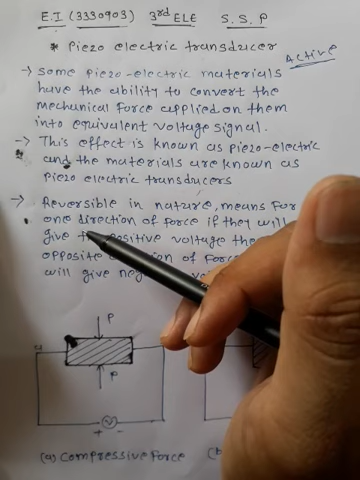 E.I (3330903) 3rd ELE S.S.P
* Piezo electric transducer
Active
→ Some Piezo-electric materials
have the ability to convert the
mechanical Force applied on them
into equivalent voltage signal.
→ This effect is known as Piezo-electric
and the materials are known as
Piezo electric transducers
→ Reversible in nature, means For
one direction of force if they will
give positive voltage
opposite of Force
will give
P
P
+ -
(a) Compressive Force
(b